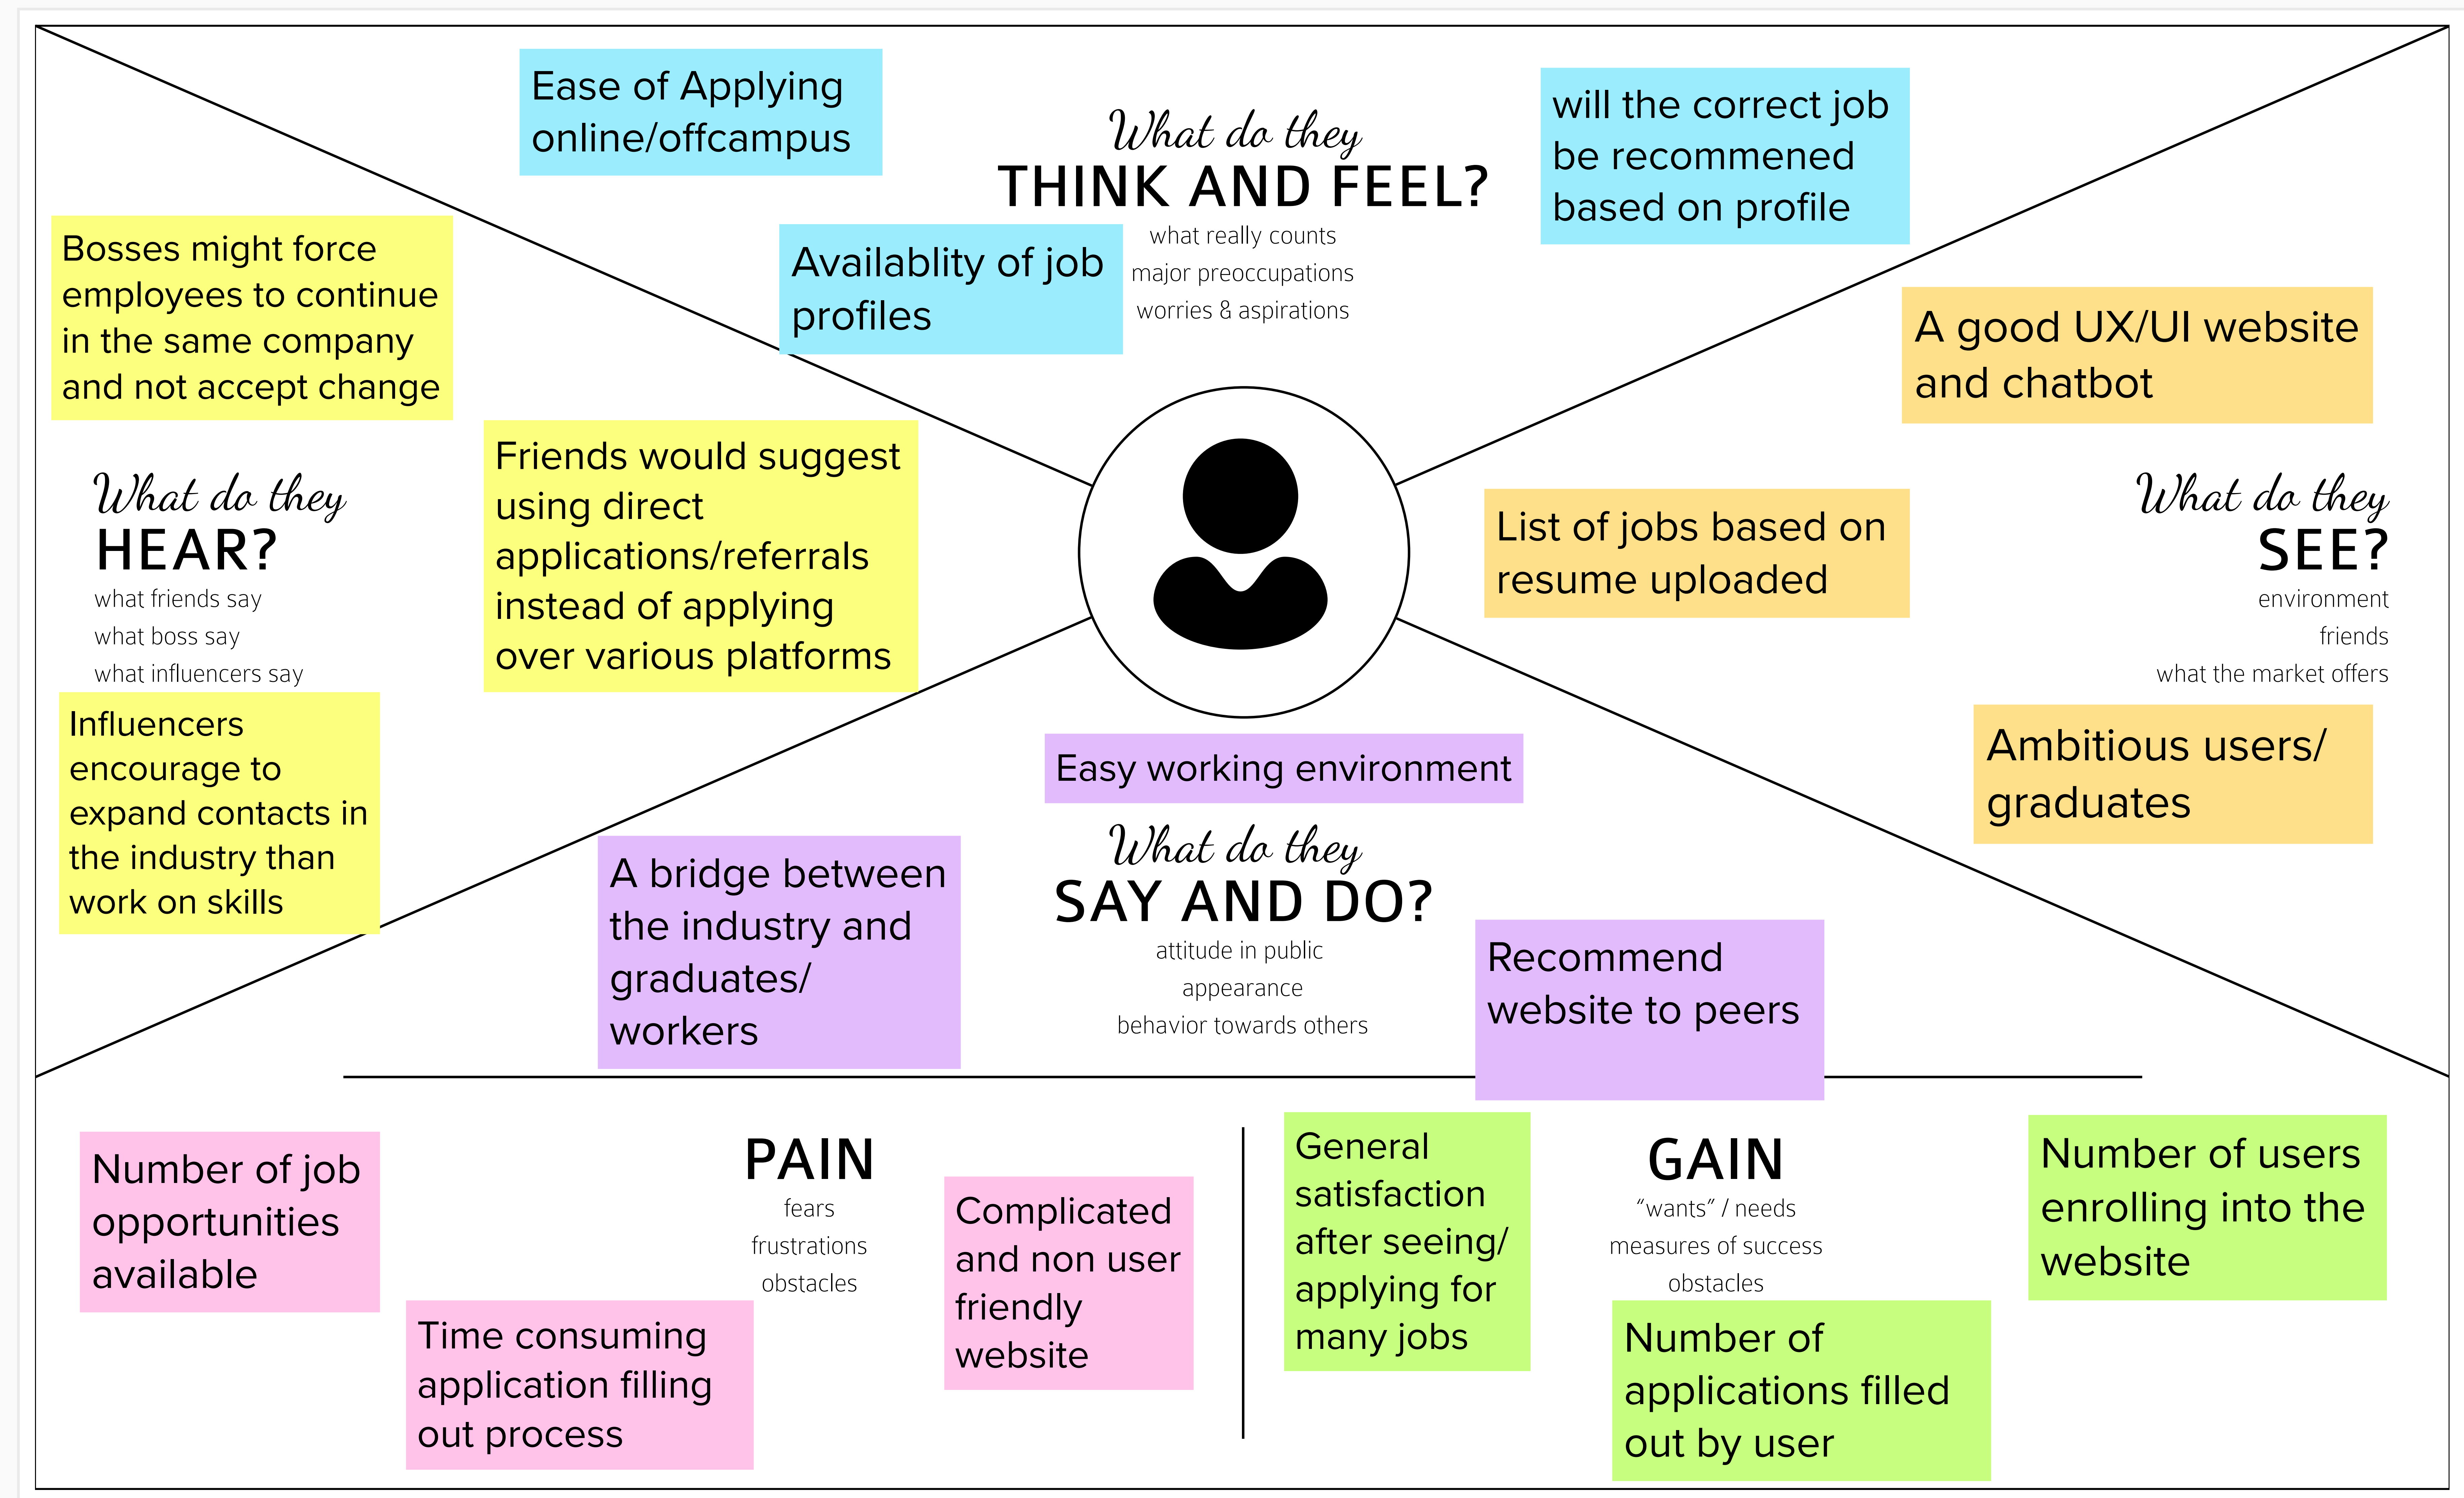 Ease of Applying
online/offcampus
What do they
THINK AND FEEL?
what really counts
major preoccupations
worries & aspirations
Availablity of job
profiles
will the correct job
be recommened
based on profile
Bosses might force
employees to continue
in the same company
and not accept change
What do they
HEAR?
what friends say
what boss say
what influencers say
Friends would suggest
using direct
applications/referrals
instead of applying
over various platforms
Influencers
encourage to
expand contacts in
the industry than
work on skills
A good UX/UI website
and chatbot
List of jobs based on
resume uploaded
What do they
SEE?
environment
friends
what the market offers
Ambitious users/
graduates
Easy working environment
What do they
SAY AND DO?
attitude in public
appearance
behavior towards others
A bridge between
the industry and
graduates/
workers
Recommend
website to peers
Number of job
opportunities
available
PAIN
fears
frustrations
obstacles
Time consuming
application filling
out process
Complicated
and non user
friendly
website
General
satisfaction
after seeing/
applying for
many jobs
GAIN
“wants” / needs
measures of success
obstacles
Number of
applications filled
out by user
Number of users
enrolling into the
website